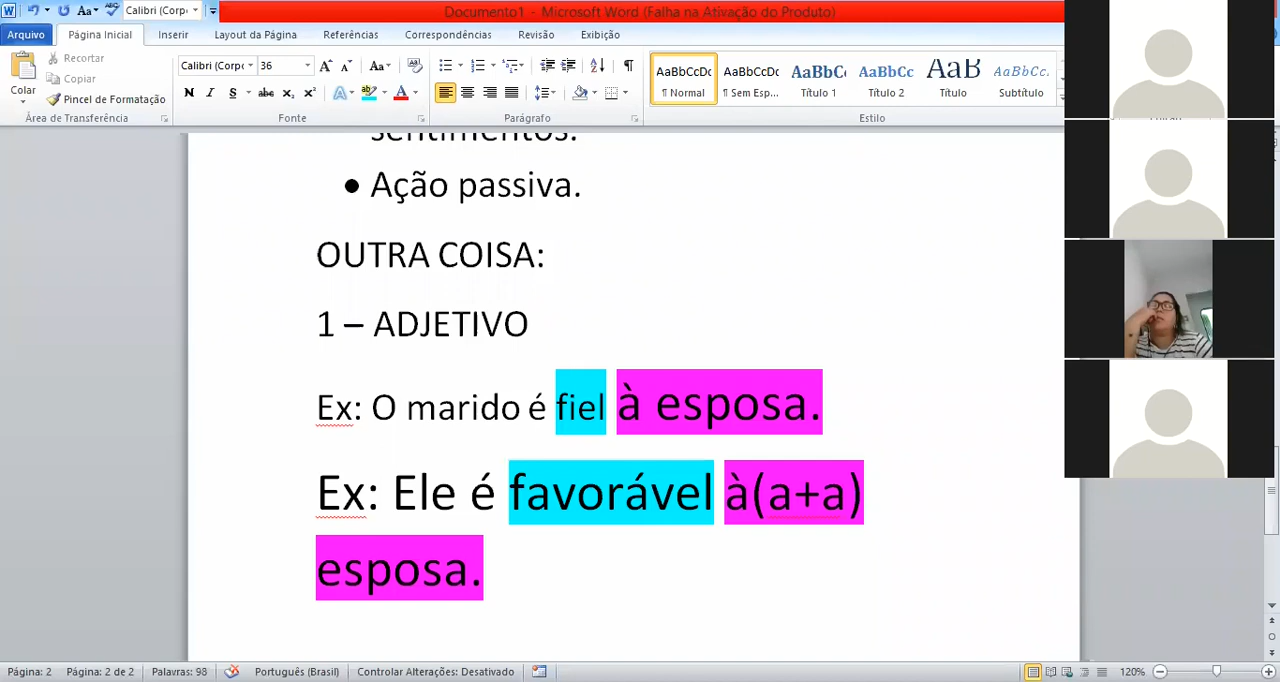 Calibri (Corp
Documento1 - Microsoft Word (Falha na Ativação do Produto)
Arquivo
Página Inicial
Inserir
Layout da Página
Referências
Correspondências
Revisão
Exibição
Colar
Recortar
Copiar
Pincel de Formatação
Área de Transferência
Calibri (Corpo
36
Fonte
Parágrafo
AaBbCcDc
¶ Normal
AaBbCcDc
¶ Sem Esp...
AaBbC
Título 1
AaBbCc
Título 2
AaB
Título
AaBbCc.
Subtítulo
Estilo
sentimentos.
• Ação passiva.
OUTRA COISA:
1 – ADJETIVO
Ex: O marido é fiel à esposa.
Ex: Ele é favorável à(a+a)
esposa.
Página: 2
Página: 2 de 2
Palavras: 98
Português (Brasil)
Controlar Alterações: Desativado
120%